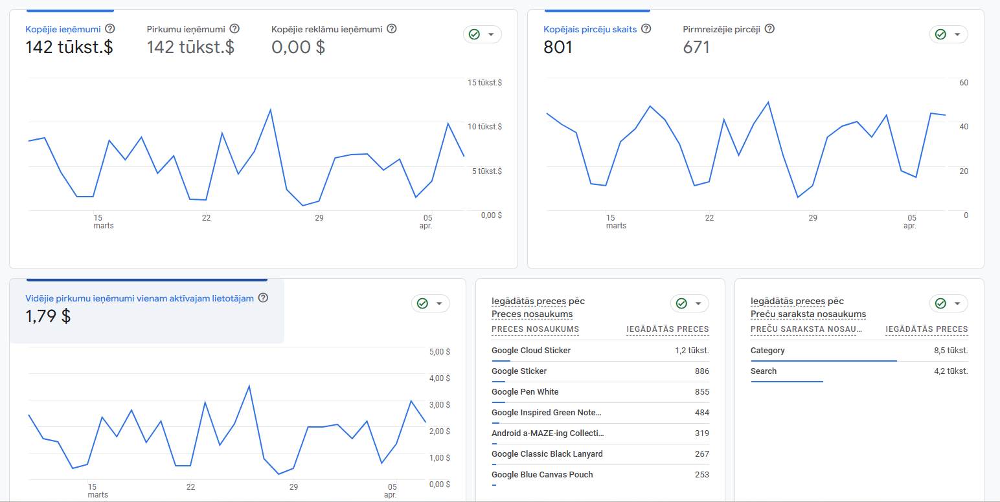 Kopējie ieņēmumi
142 tūkst.$
Pirkumu ieņēmumi
142 tūkst.$
Kopējie reklāmu ieņēmumi
0,00 $
15 tūkst.$
10 tūkst.$
5 tūkst.$
0,00 $
15
marts
22
29
05
apr.
Kopējais pircēju skaits
801
Pirmreizējie pircēji
671
60
40
20
0
15
marts
22
29
05
apr.
Vidējie pirkumu ieņēmumi vienam aktīvajam lietotājam
1,79 $
5,00 $
4,00 $
3,00 $
2,00 $
1,00 $
0,00 $
15
marts
22
29
05
apr.
Iegādātās preces pēc
Preces nosaukums
PRECES NOSAUKUMS IEGĀDĀTĀS PRECES
Google Cloud Sticker 1,2 tūkst.
Google Sticker 886
Google Pen White 855
Google Inspired Green Note... 484
Android a-MAZE-ing Collecti... 319
Google Classic Black Lanyard 267
Google Blue Canvas Pouch 253
Iegādātās preces pēc
Preču saraksta nosaukums
PREČU SARAKSTA NOSAU... IEGĀDĀTĀS PRECES
Category 8,5 tūkst.
Search 4,2 tūkst.